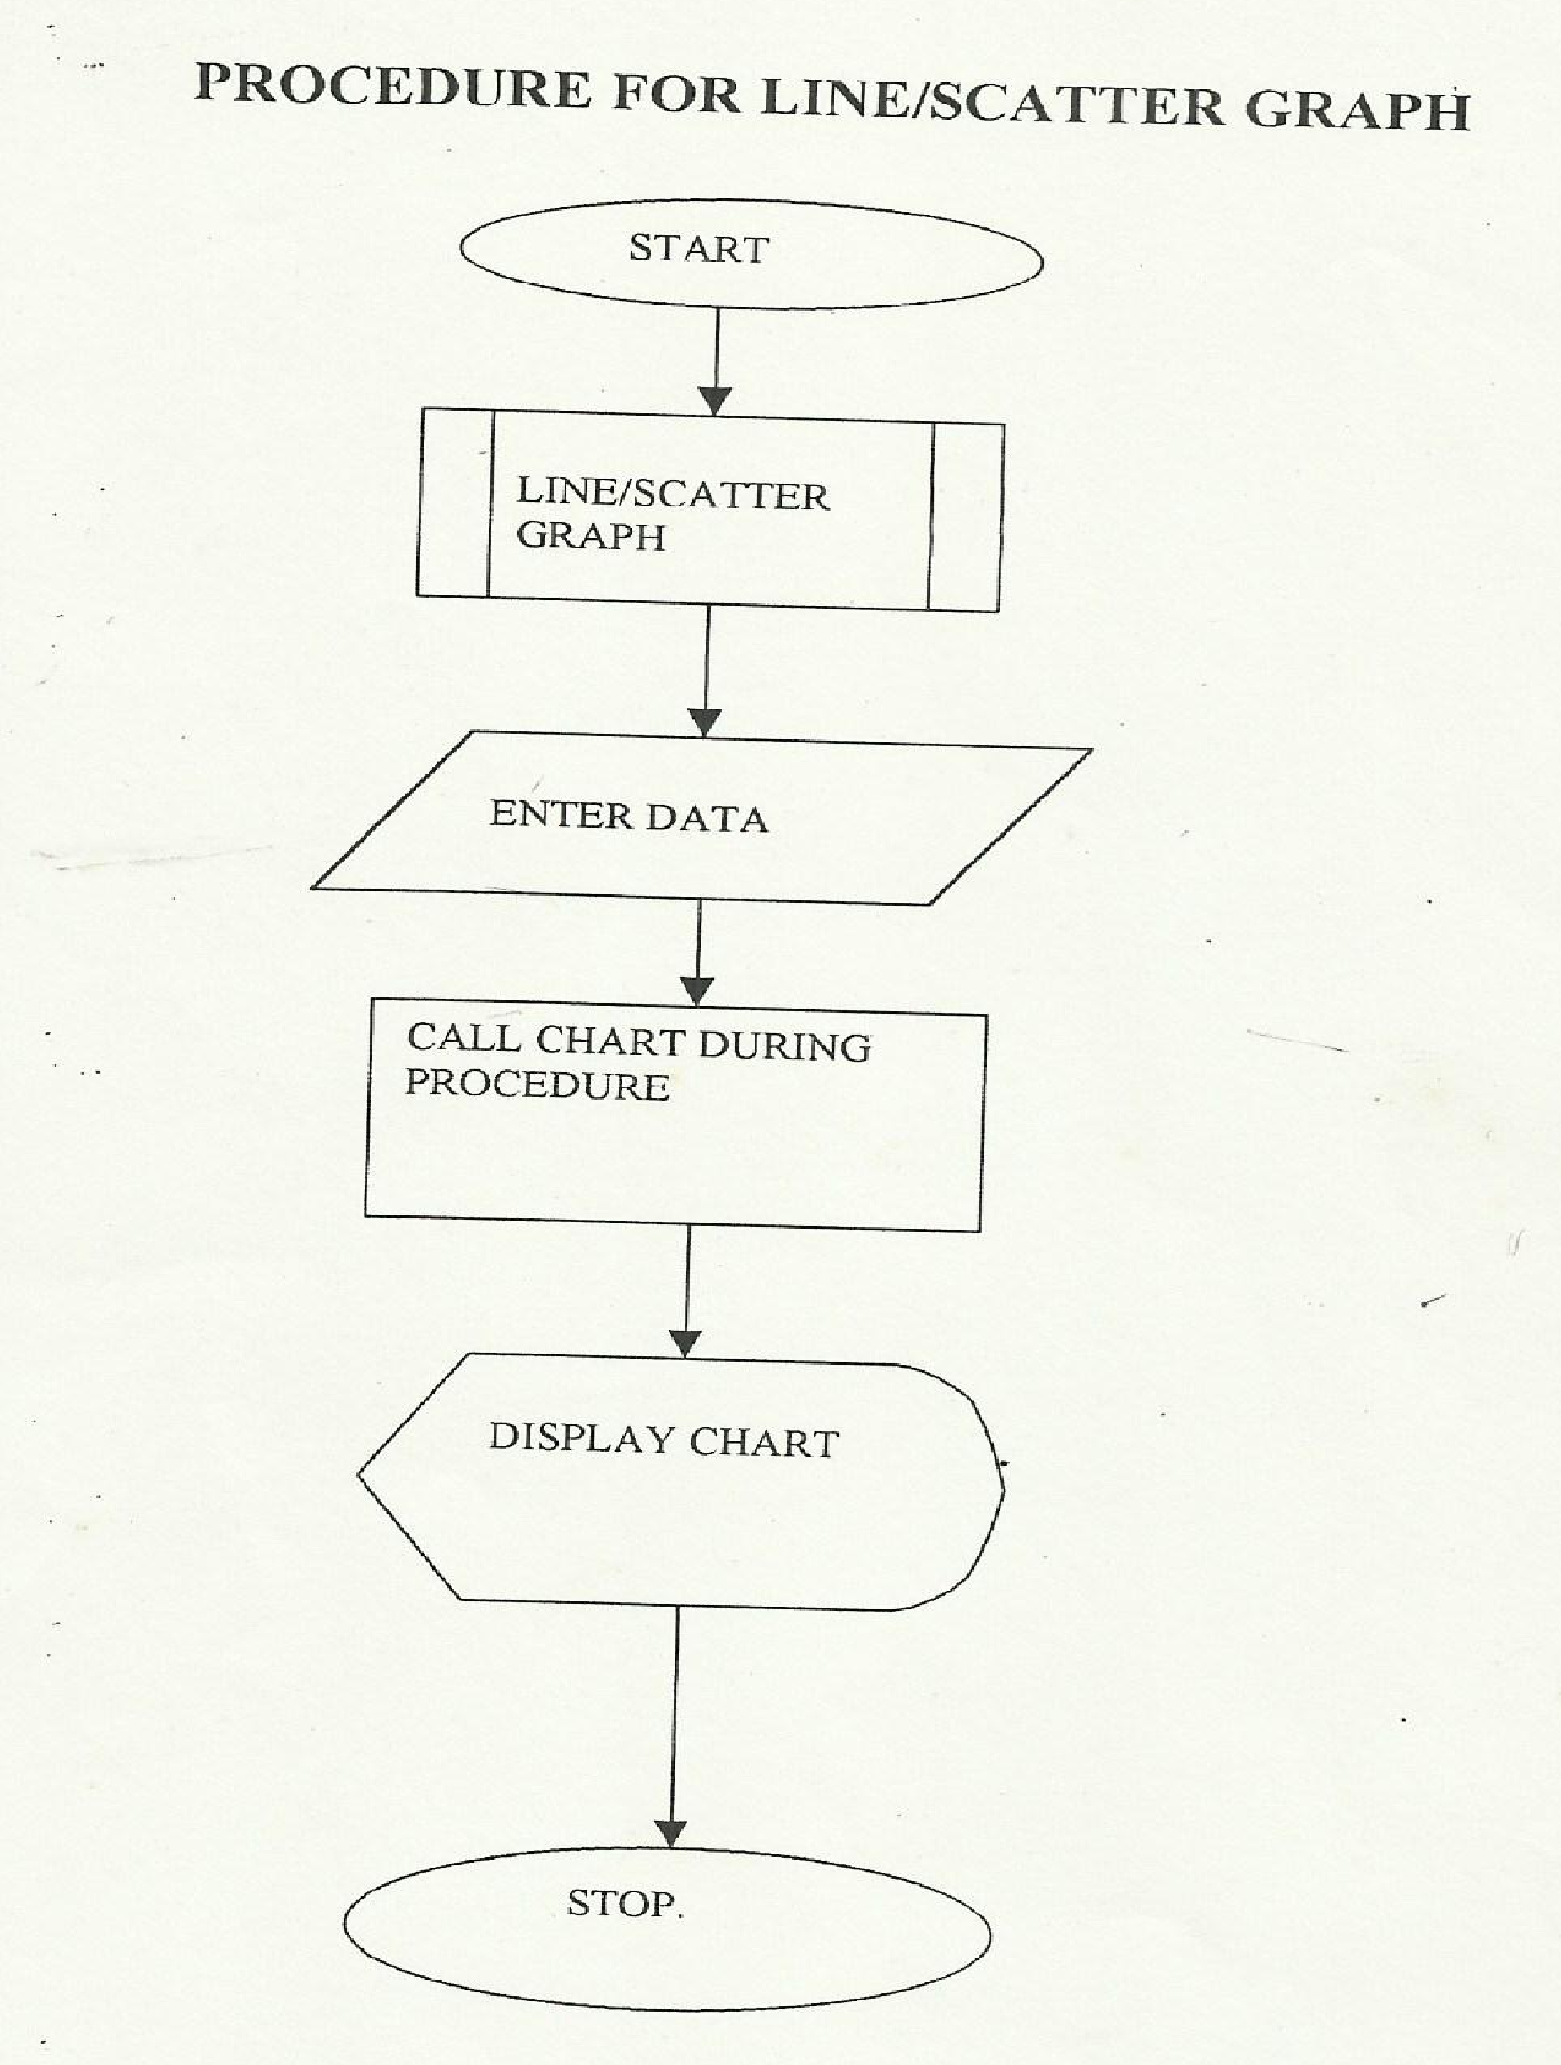 PROCEDURE FOR LINE/SCATTER GRAPH
START
LINE/SCATTER
GRAPH
ENTER DATA
CALL CHART DURING
PROCEDURE
DISPLAY CHART
STOP.